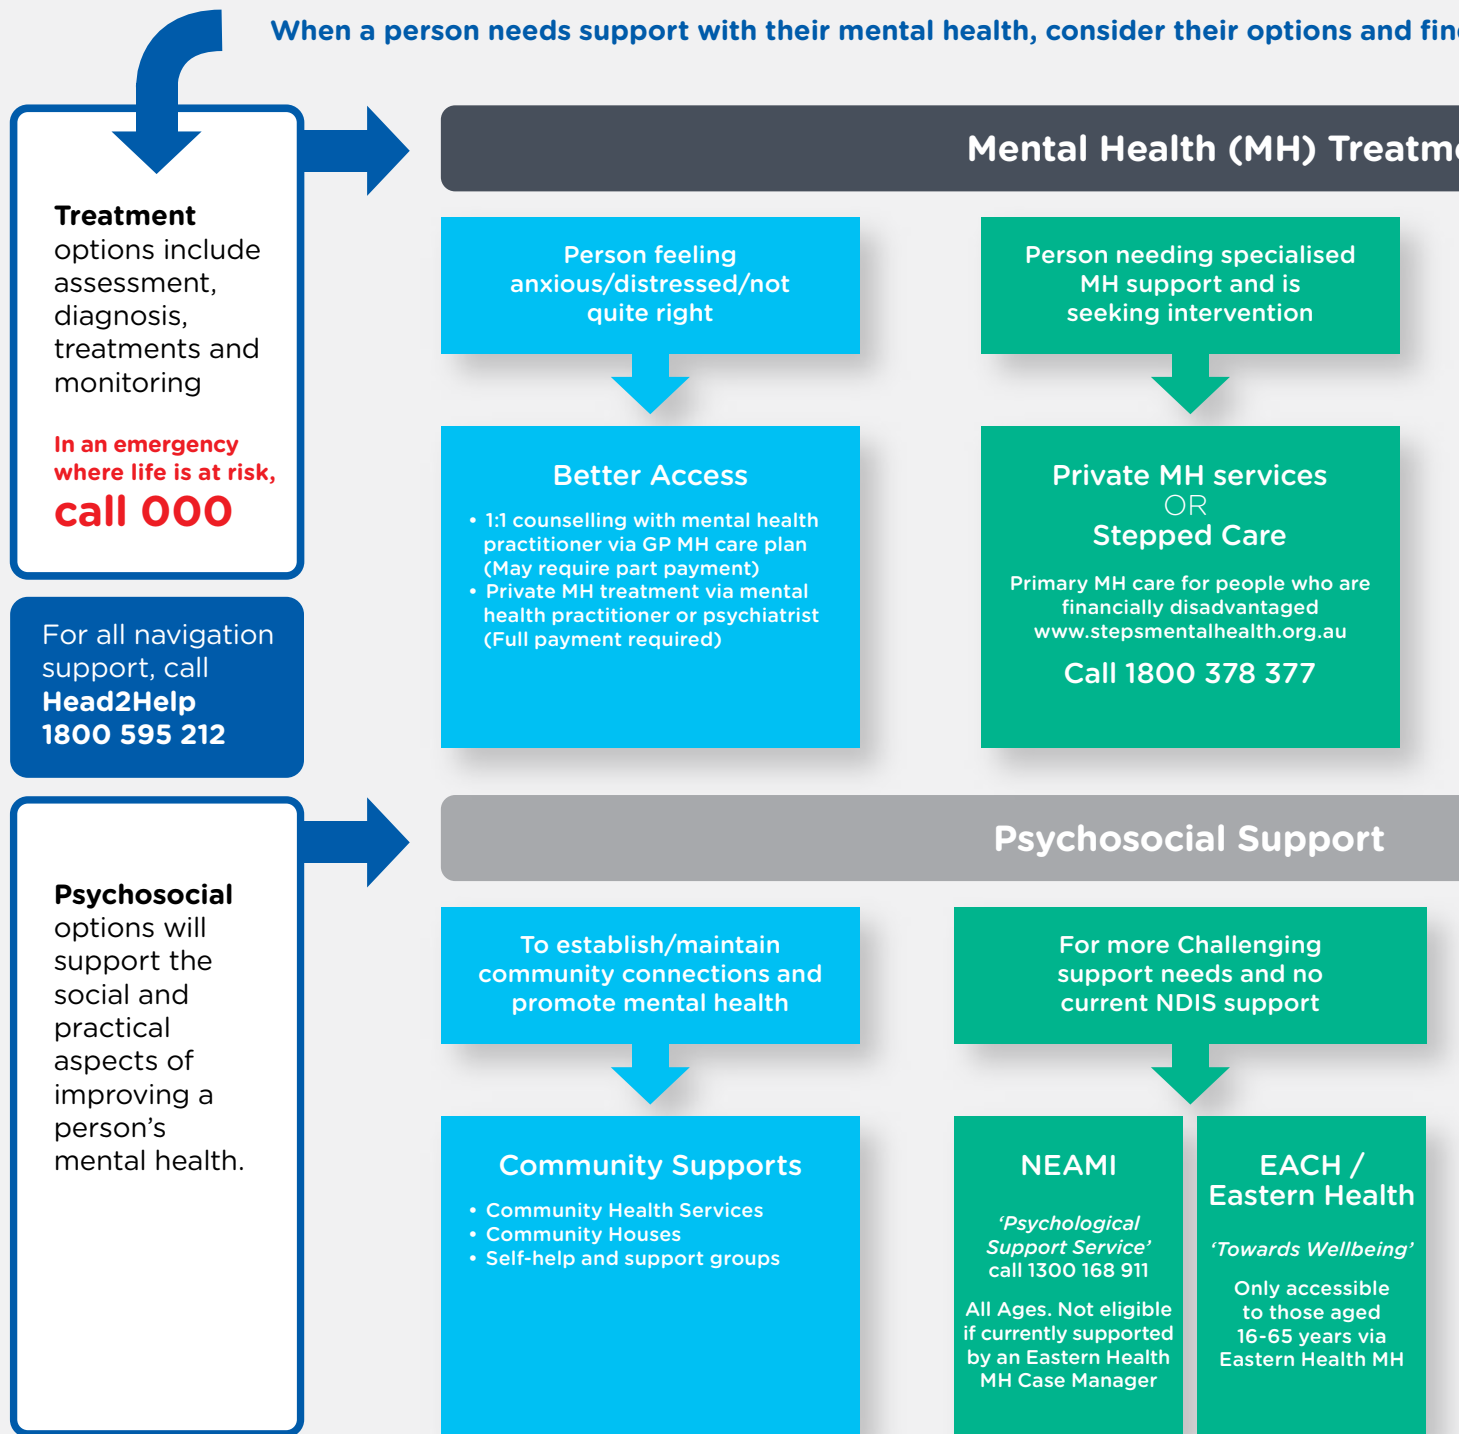 When a person needs support with their mental health, consider their options and
Treatment
options include
assessment,
diagnosis,
treatments and
monitoring
In an emergency
where life is at risk,
call 000
For all navigation
support, call
Head2Help
1800 595 212
Mental Health (MH)
Person feeling
anxious/distressed/not
quite right
Better Access
• 1:1 counselling with mental health
practitioner via GP MH care plan
(May require part payment)
• Private MH treatment via mental
health practitioner or psychiatrist
(Full payment required)
Person needing specialised
MH support and is
seeking intervention
Private MH services
OR
Stepped Care
Primary MH care for people who are
financially disadvantaged
www.stepsmentalhealth.org.au
Call 1800 378 377
Psychosocial
options will
support the
social and
practical
aspects of
improving a
person's
mental health.
Psychosocial Support
To establish/maintain
community connections and
promote mental health
Community Supports
• Community Health Services
• Community Houses
• Self-help and support groups
For more Challenging
support needs and no
current NDIS support
NEAMI
‘Psychological
Support Service’
call 1300 168 911
All Ages. Not eligible
if currently supported
by an Eastern Health
MH Case Manager
EACH /
Eastern Health
‘Towards Wellbeing’
Only accessible
to those aged
16-65 years via
Eastern Health MH